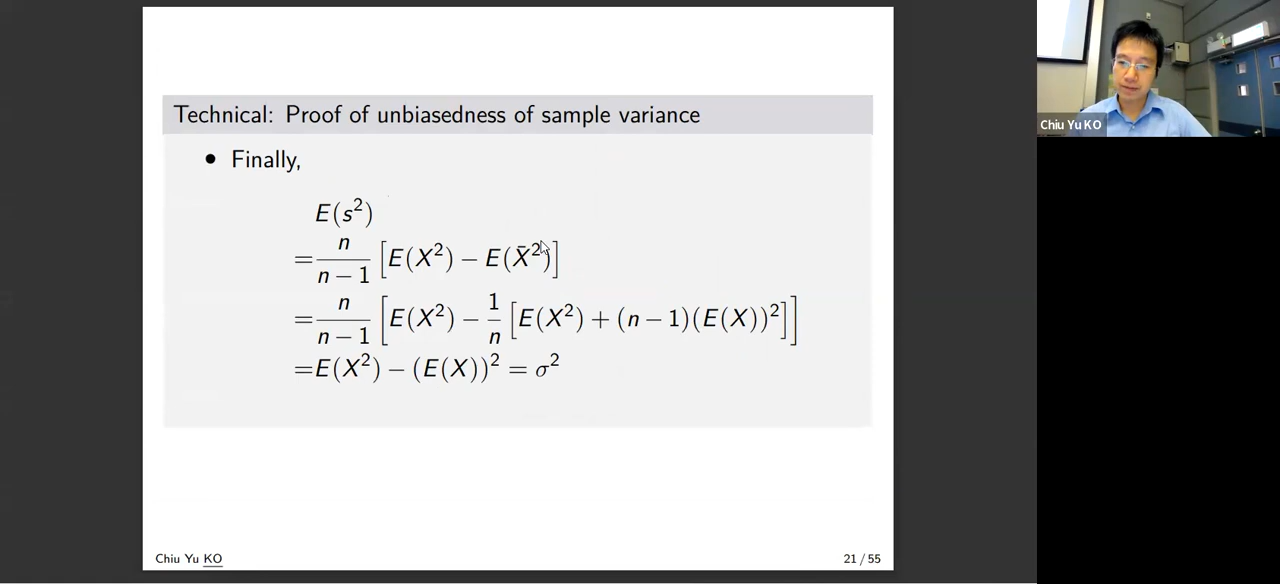 Technical: Proof of unbiasedness of sample variance
• Finally,
E(s²)
= n/(n − 1) [E(X²) − E(X̄²)]
= n/(n − 1) [E(X²) − 1/n [E(X²) + (n − 1)(E(X))²]]
=E(X²) − (E(X))² = σ²
Chiu Yu KO
21 / 55
Chiu Yu KO